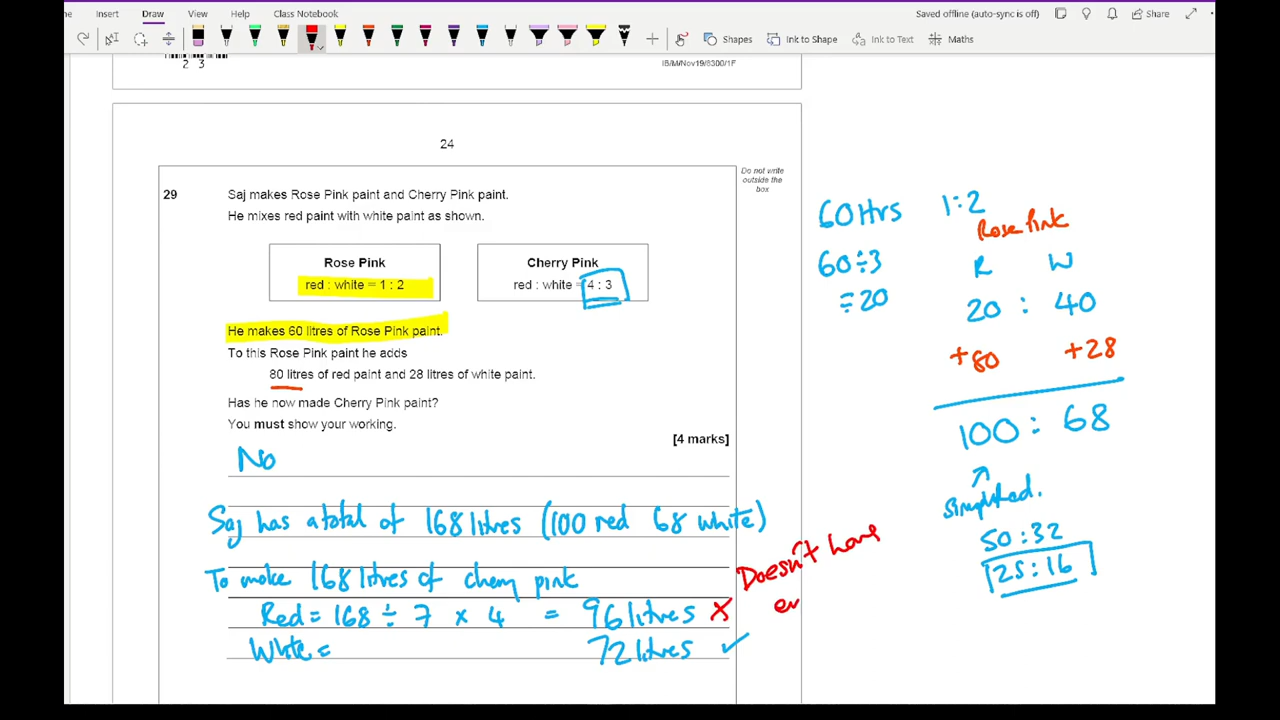 Insert Draw View Help Class Notebook Saved offline (auto-sync is off) Share
Shapes Ink to Shape Ink to Text Maths
2 3 IB/M/Nov19/8300/1F
24
Do not write
outside the
box
29 Saj makes Rose Pink paint and Cherry Pink paint.
He mixes red paint with white paint as shown.
Rose Pink
red : white = 1 : 2
Cherry Pink
red : white = 4 : 3
He makes 60 litres of Rose Pink paint.
To this Rose Pink paint he adds
80 litres of red paint and 28 litres of white paint.
Has he now made Cherry Pink paint?
You must show your working.
[4 marks]
No
Saj has a total of 168 litres (100 red 68 white)
To make 168 litres of cherry pink
Red = 168 ÷ 7 x 4 = 96 litres ×
White = 72 litres ✓
Doesn't have
60 ltrs 1:2
Rose Pink
60÷3
=20
R W
20 : 40
+80 +28
100 : 68
simplified.
50:32
25:16